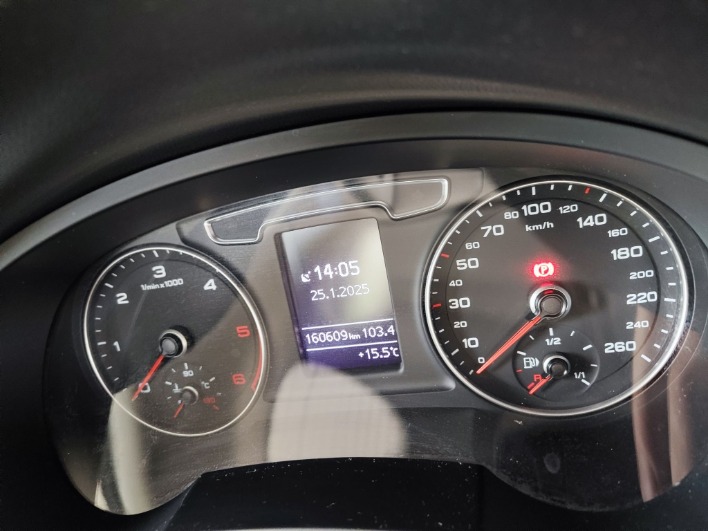 14:05
25.1.2025
160609 km 103.4
+15.5°C
1/min x 1000
0 1 2 3 4 5 6
90
°C
km/h
0 10 20 30 50 60 70 80 100 120 140 160 180 200 220 240 260
P
1/2
R
1/1